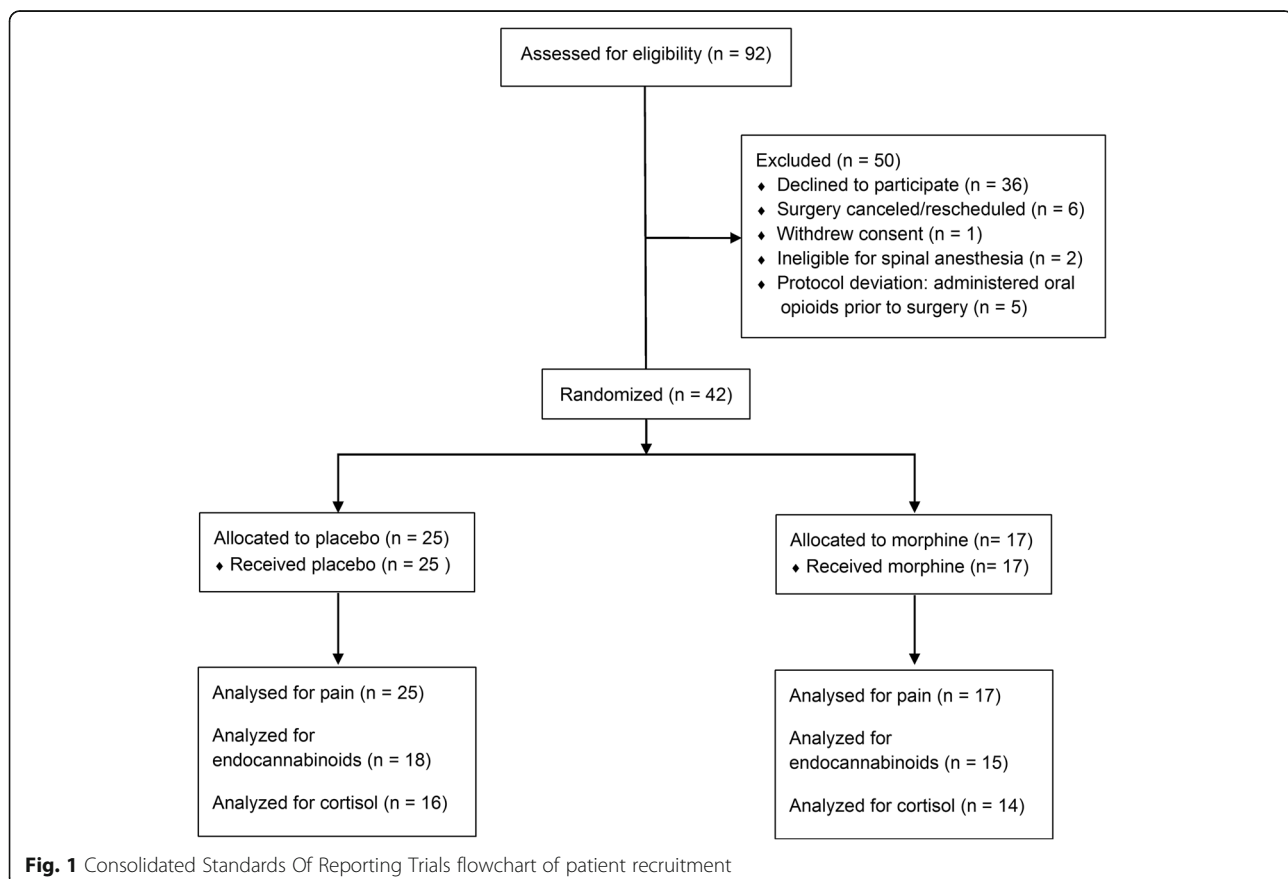 Assessed for eligibility (n = 92)
Excluded (n = 50)
♦ Declined to participate (n = 36)
♦ Surgery canceled/rescheduled (n = 6)
♦ Withdrew consent (n = 1)
♦ Ineligible for spinal anesthesia (n = 2)
♦ Protocol deviation: administered oral
opioids prior to surgery (n = 5)
Randomized (n = 42)
Allocated to placebo (n = 25)
♦ Received placebo (n = 25 )
Allocated to morphine (n= 17)
♦ Received morphine (n= 17)
Analysed for pain (n = 25)
Analyzed for
endocannabinoids (n = 18)
Analyzed for cortisol (n = 16)
Analysed for pain (n = 17)
Analyzed for
endocannabinoids (n = 15)
Analyzed for cortisol (n = 14)
Fig. 1 Consolidated Standards Of Reporting Trials flowchart of patient recruitment